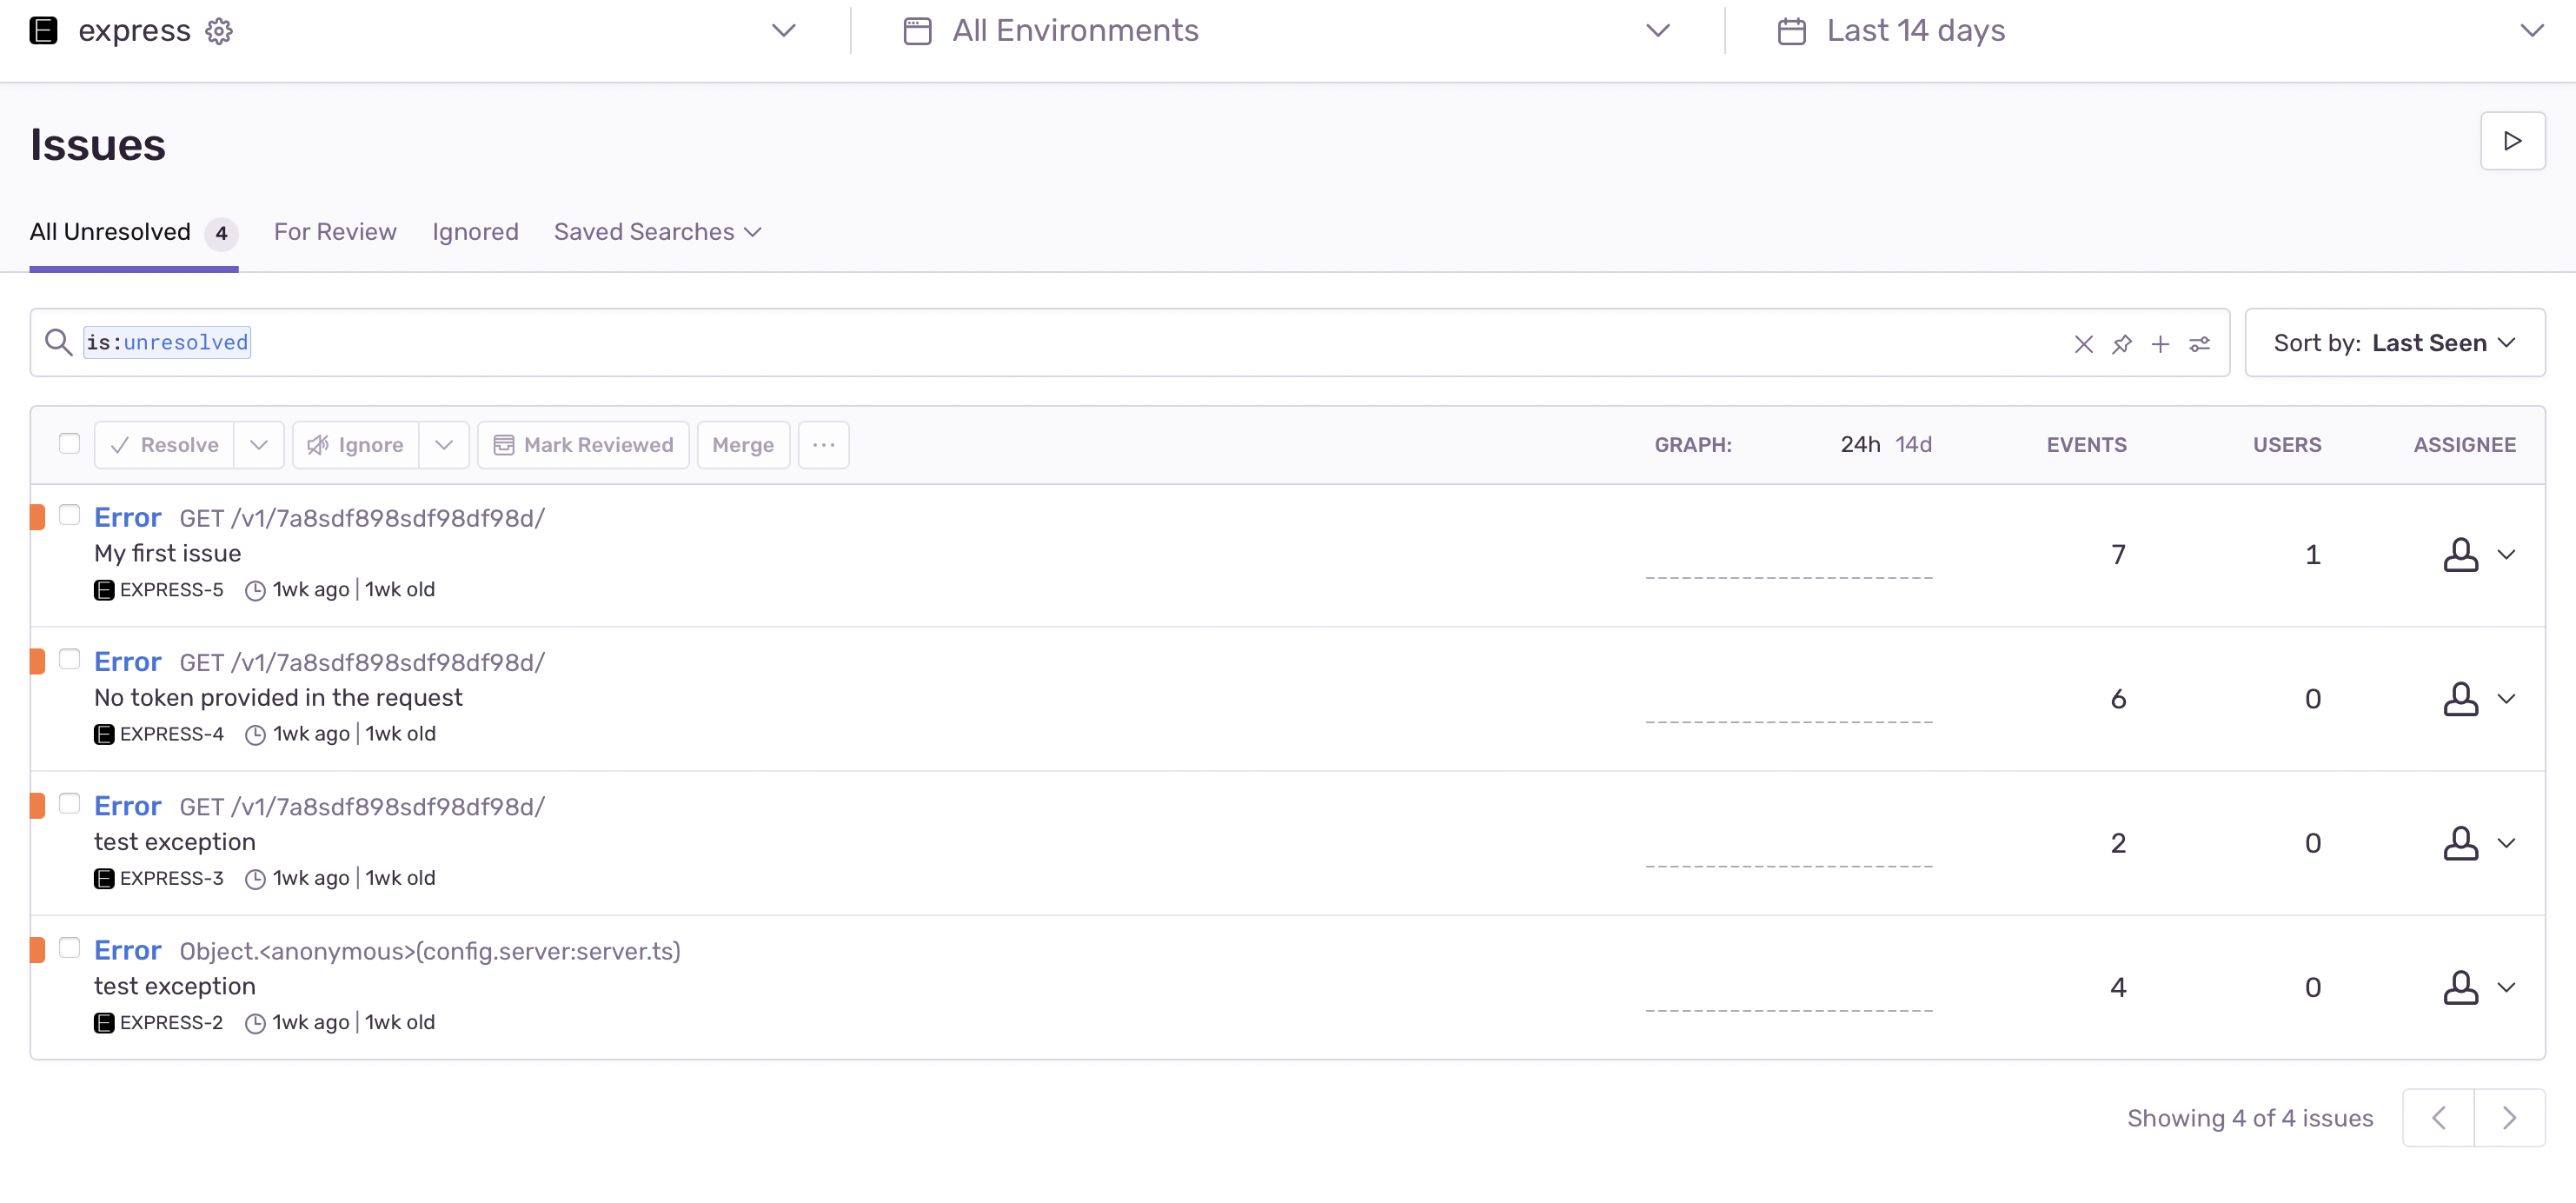 E express All Environments Last 14 days
Issues
All Unresolved 4 For Review Ignored Saved Searches
is:unresolved Sort by: Last Seen
Resolve Ignore Mark Reviewed Merge ... GRAPH: 24h 14d EVENTS USERS ASSIGNEE
Error GET /v1/7a8sdf898sdf98df98d/
My first issue 7 1
E EXPRESS-5 1wk ago | 1wk old
Error GET /v1/7a8sdf898sdf98df98d/
No token provided in the request 6 0
E EXPRESS-4 1wk ago | 1wk old
Error GET /v1/7a8sdf898sdf98df98d/
test exception 2 0
E EXPRESS-3 1wk ago | 1wk old
Error Object.<anonymous>(config.server:server.ts)
test exception 4 0
E EXPRESS-2 1wk ago | 1wk old
Showing 4 of 4 issues